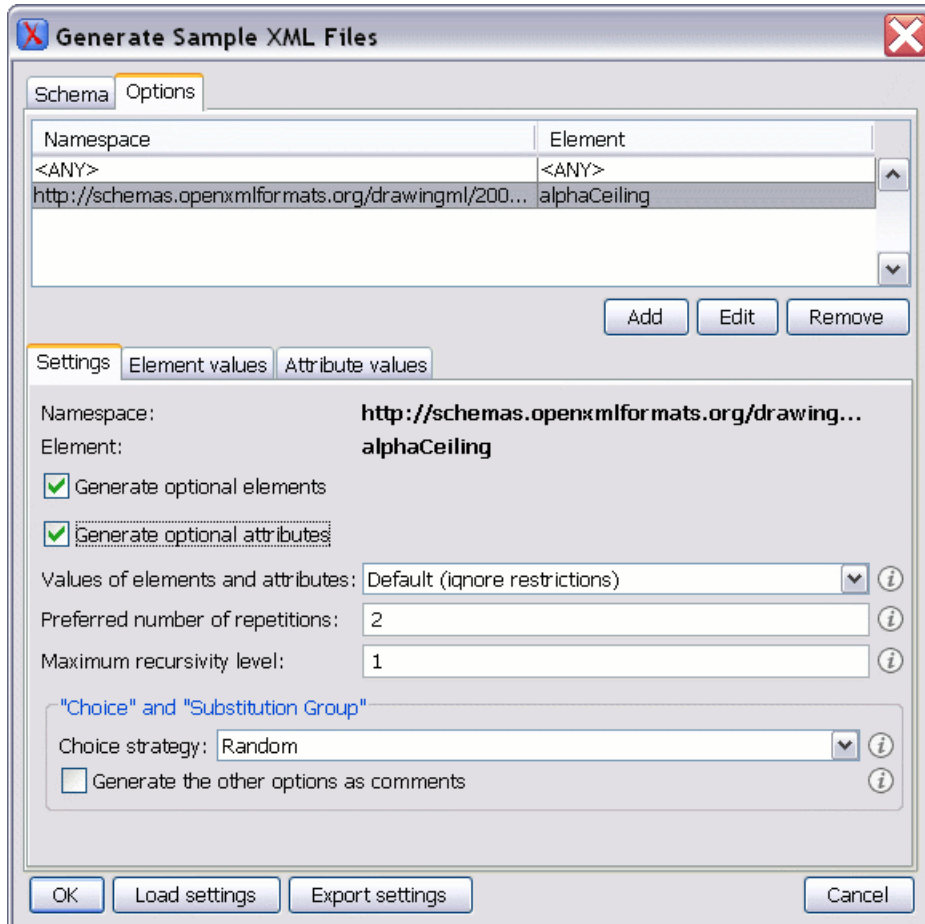 Generate Sample XML Files
Schema Options
Namespace Element
<ANY> <ANY>
http://schemas.openxmlformats.org/drawingml/200... alphaCeiling
Add Edit Remove
Settings Element values Attribute values
Namespace: http://schemas.openxmlformats.org/drawing...
Element: alphaCeiling
Generate optional elements
Generate optional attributes
Values of elements and attributes: Default (ignore restrictions)
Preferred number of repetitions: 2
Maximum recursivity level: 1
"Choice" and "Substitution Group"
Choice strategy: Random
Generate the other options as comments
OK Load settings Export settings Cancel